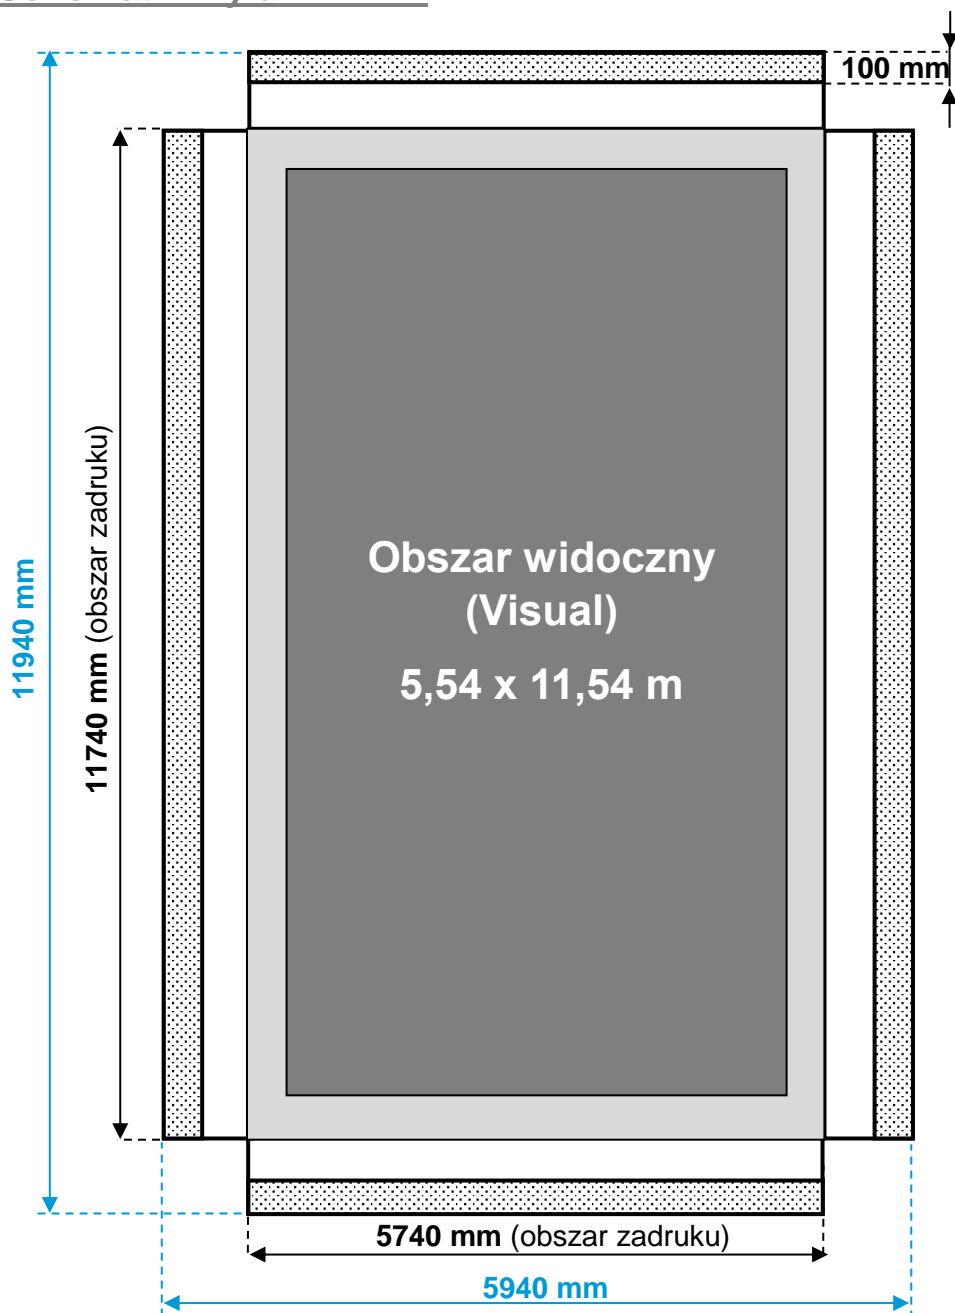 100 mm
11940 mm
11740 mm (obszar zadruku)
Obszar widoczny
(Visual)
5,54 x 11,54 m
5740 mm (obszar zadruku)
5940 mm